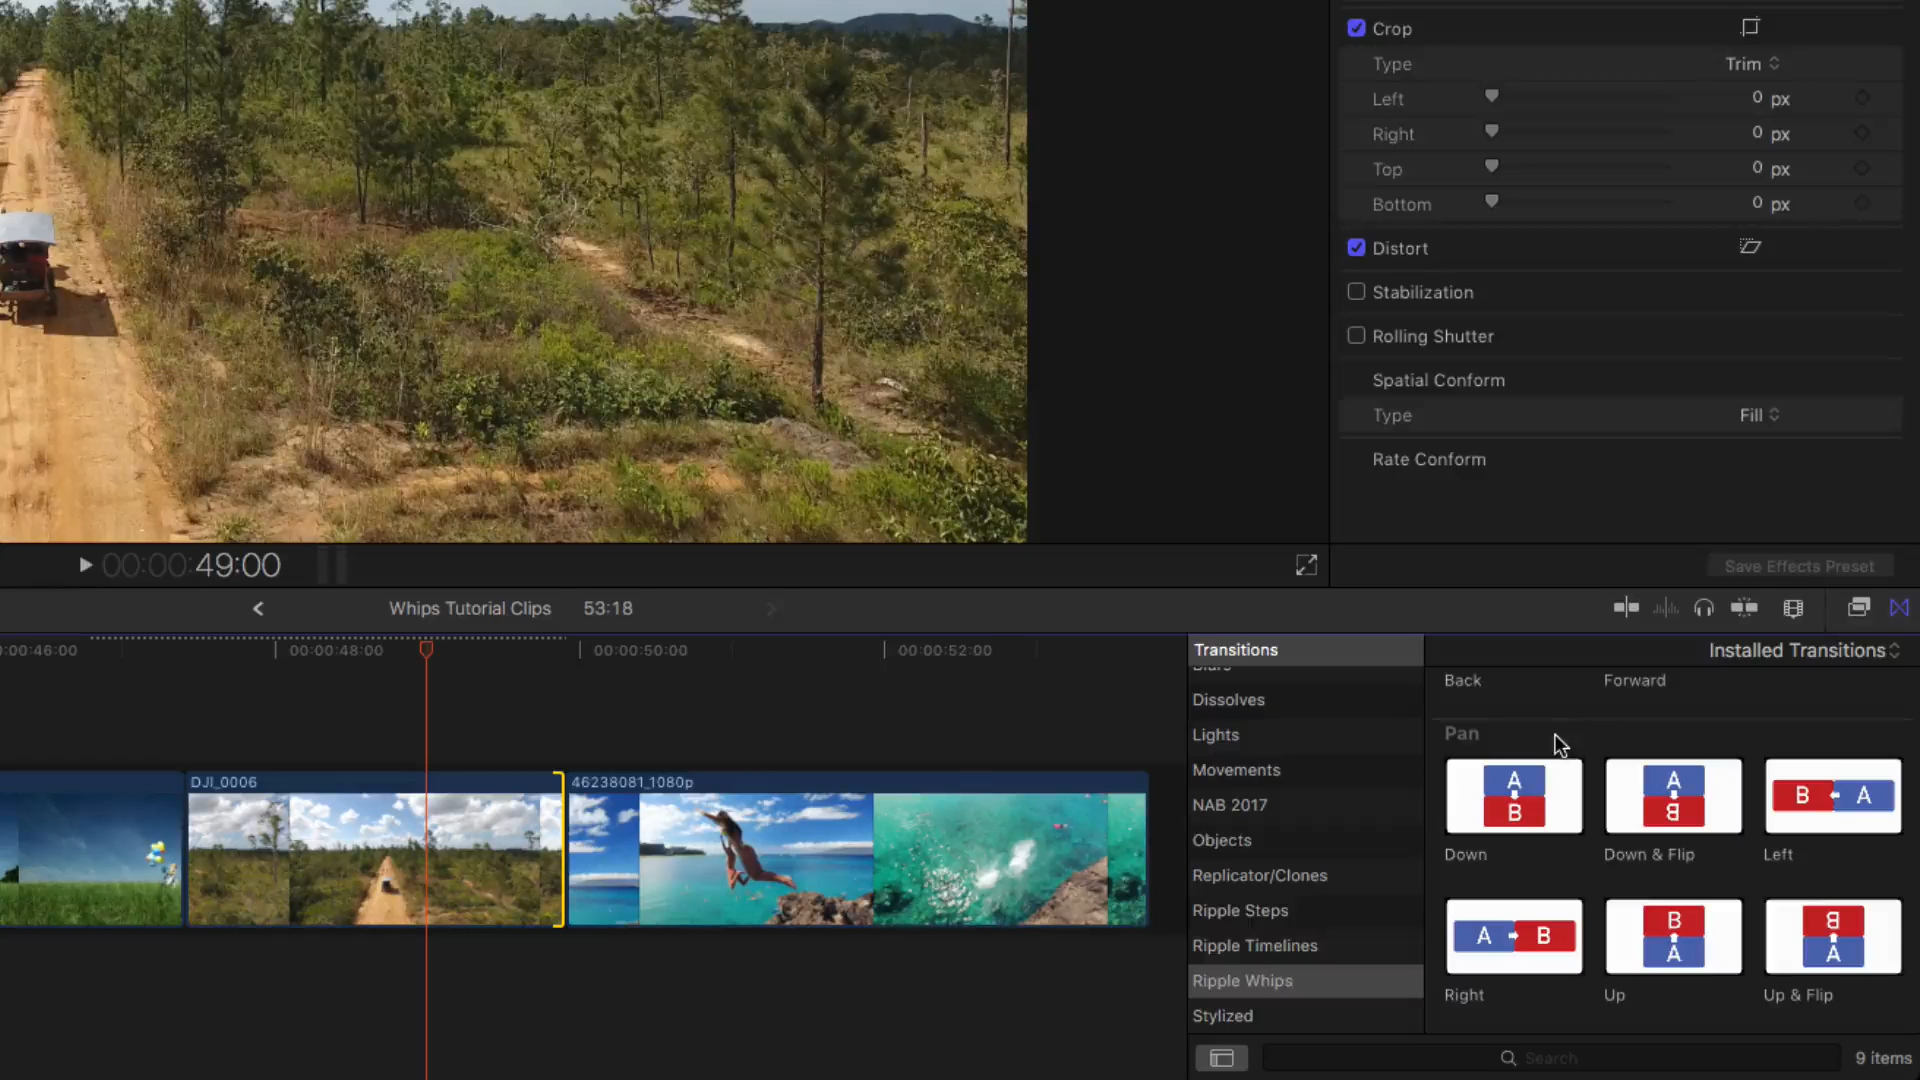 Crop
Type
Trim
Left
0 px
Right
0 px
Top
0 px
Bottom
0 px
Distort
Stabilization
Rolling Shutter
Spatial Conform
Type
Fill
Rate Conform
00:00:49:00
Save Effects Preset
Whips Tutorial Clips
53:18
0:00:46:00
00:00:48:00
00:00:50:00
00:00:52:00
Transitions
Installed Transitions
Blurs
Back
Forward
Dissolves
Lights
Pan
Movements
NAB 2017
Objects
Replicator/Clones
Ripple Steps
Ripple Timelines
Ripple Whips
Stylized
DJI_0006
46238081_1080p
A
B
Down
A
B
Down & Flip
B A
Left
A B
Right
B
A
Up
B
A
Up & Flip
Search
9 items